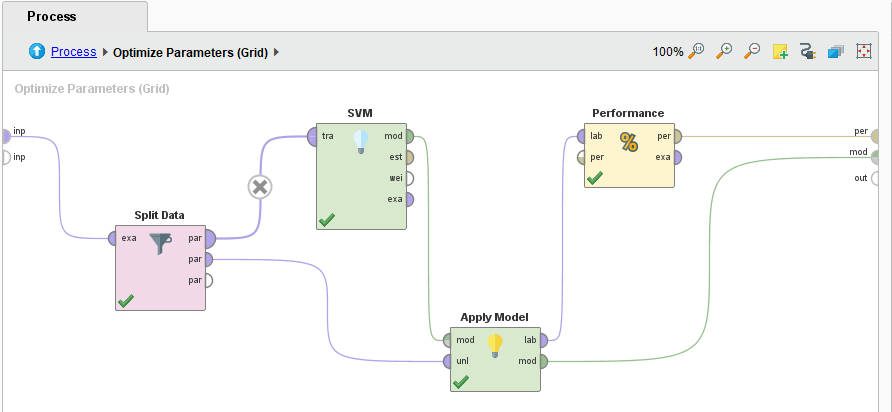 Process
Process Optimize Parameters (Grid)
100%
Optimize Parameters (Grid)
inp
inp
Split Data
exa par
par
par
SVM
tra mod
est
wei
exa
Apply Model
mod lab
unl mod
Performance
lab per
per exa
%
per
mod
out